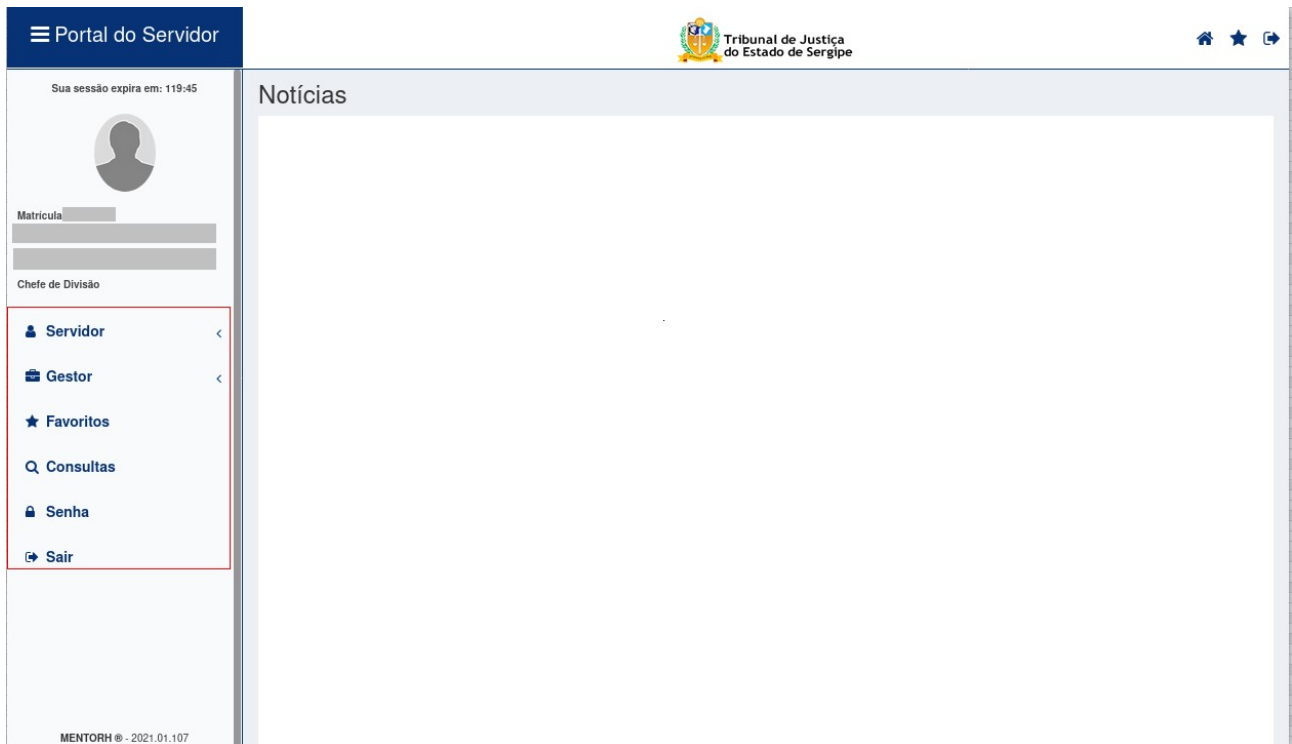 Portal do Servidor
Tribunal de Justiça
do Estado de Sergipe
Sua sessão expira em: 119:45
Notícias
Matrícula
Chefe de Divisão
Servidor
Gestor
Favoritos
Consultas
Senha
Sair
MENTORH ® - 2021.01.107